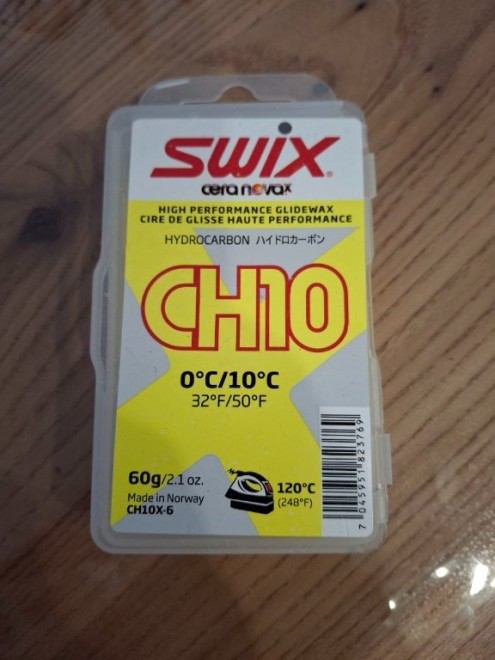 SWIX
cera novax
HIGH PERFORMANCE GLIDEWAX
CIRE DE GLISSE HAUTE PERFORMANCE
HYDROCARBON ハイドロカーボン
CH10
0°C/10°C
32°F/50°F
60g/2.1 oz.
Made in Norway
CH10X-6
120°C
(248°F)
7 045951 823769